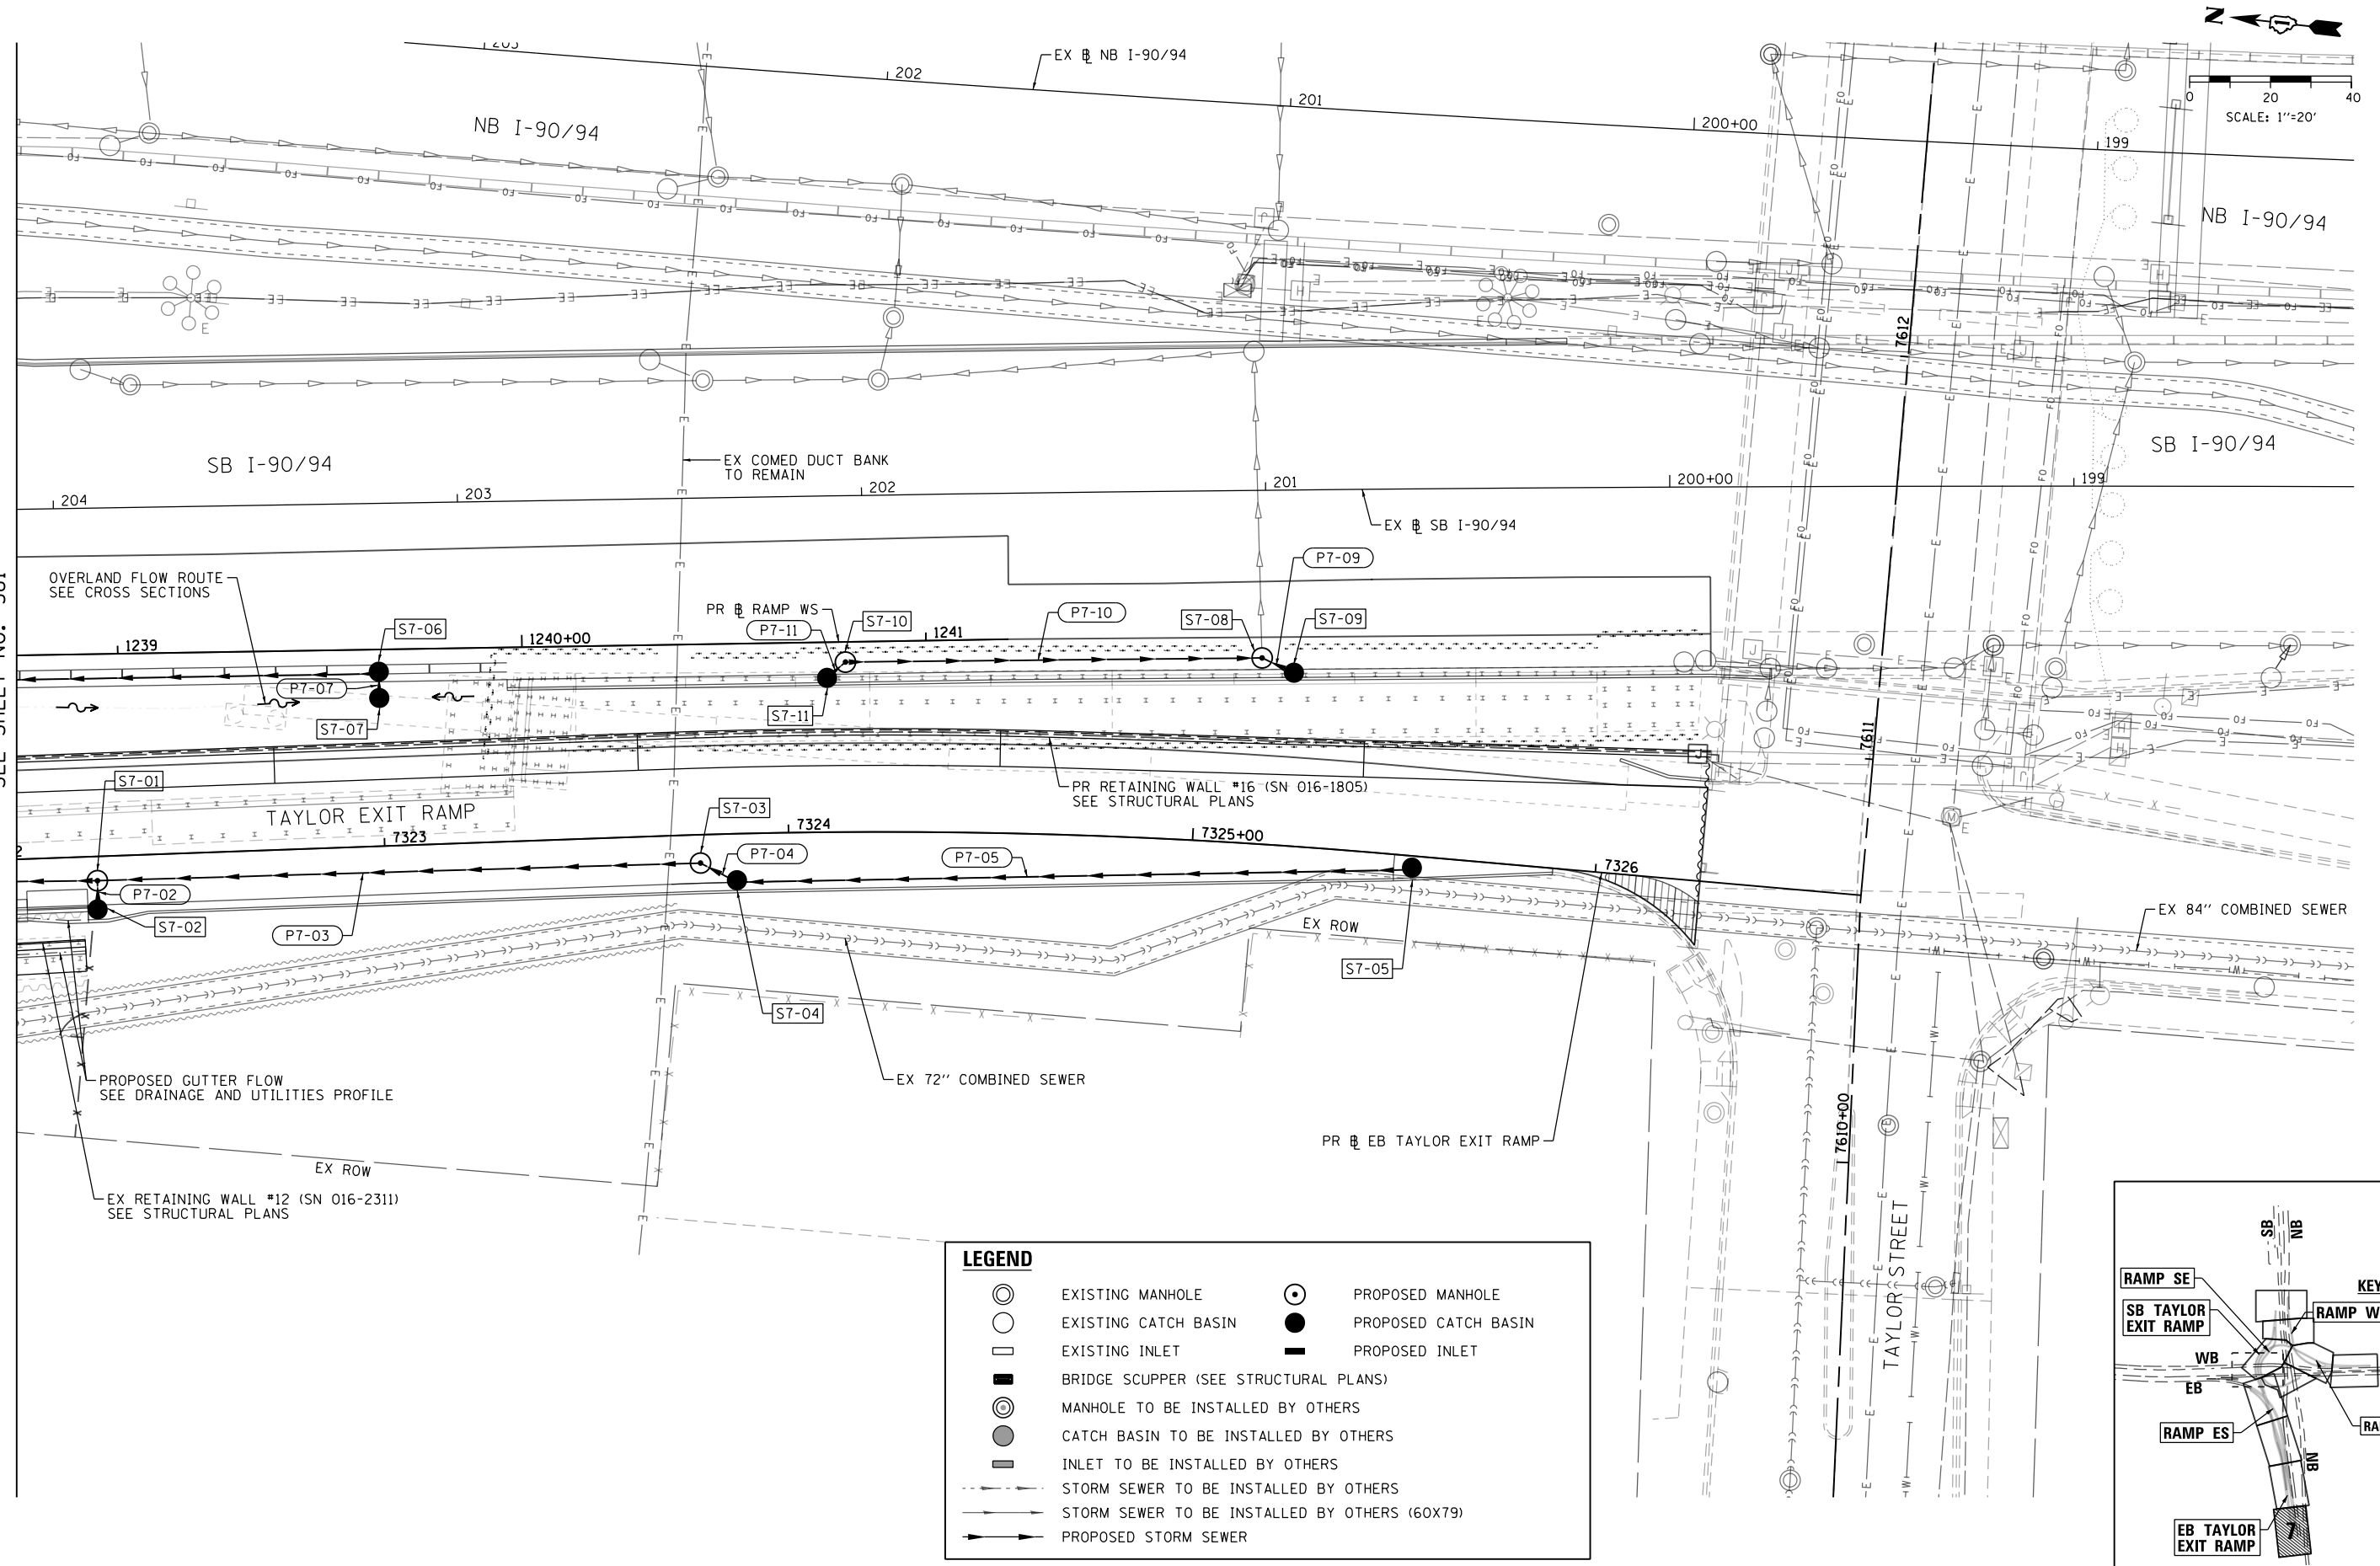 N
203
EX BL NB I-90/94
202
201
200+00
199
0 20 40
SCALE: 1"=20'
NB I-90/94
NB I-90/94
7612
SB I-90/94
SB I-90/94
EX COMED DUCT BANK
TO REMAIN
204
203
202
201
200+00
199
EX BL SB I-90/94
OVERLAND FLOW ROUTE
SEE CROSS SECTIONS
P7-09
PR BL RAMP WS
S7-10
P7-10
S7-08
S7-09
S7-06
P7-11
1239
1240+00
1241
P7-07
S7-07
S7-11
7611
S7-01
PR RETAINING WALL #16 (SN 016-1805)
SEE STRUCTURAL PLANS
TAYLOR EXIT RAMP
S7-03
7323
7324
7325+00
7326
P7-04
P7-05
P7-02
S7-02
P7-03
EX ROW
EX 84" COMBINED SEWER
S7-05
S7-04
PROPOSED GUTTER FLOW
SEE DRAINAGE AND UTILITIES PROFILE
EX 72" COMBINED SEWER
PR BL EB TAYLOR EXIT RAMP
7610+00
EX ROW
EX RETAINING WALL #12 (SN 016-2311)
SEE STRUCTURAL PLANS
TAYLOR STREET
LEGEND
EXISTING MANHOLE PROPOSED MANHOLE
EXISTING CATCH BASIN PROPOSED CATCH BASIN
EXISTING INLET PROPOSED INLET
BRIDGE SCUPPER (SEE STRUCTURAL PLANS)
MANHOLE TO BE INSTALLED BY OTHERS
CATCH BASIN TO BE INSTALLED BY OTHERS
INLET TO BE INSTALLED BY OTHERS
STORM SEWER TO BE INSTALLED BY OTHERS
STORM SEWER TO BE INSTALLED BY OTHERS (60X79)
PROPOSED STORM SEWER
SB
NB
RAMP SE
KEY
SB TAYLOR
EXIT RAMP
RAMP W
WB
EB
RAMP ES
RA
NB
EB TAYLOR
EXIT RAMP
7